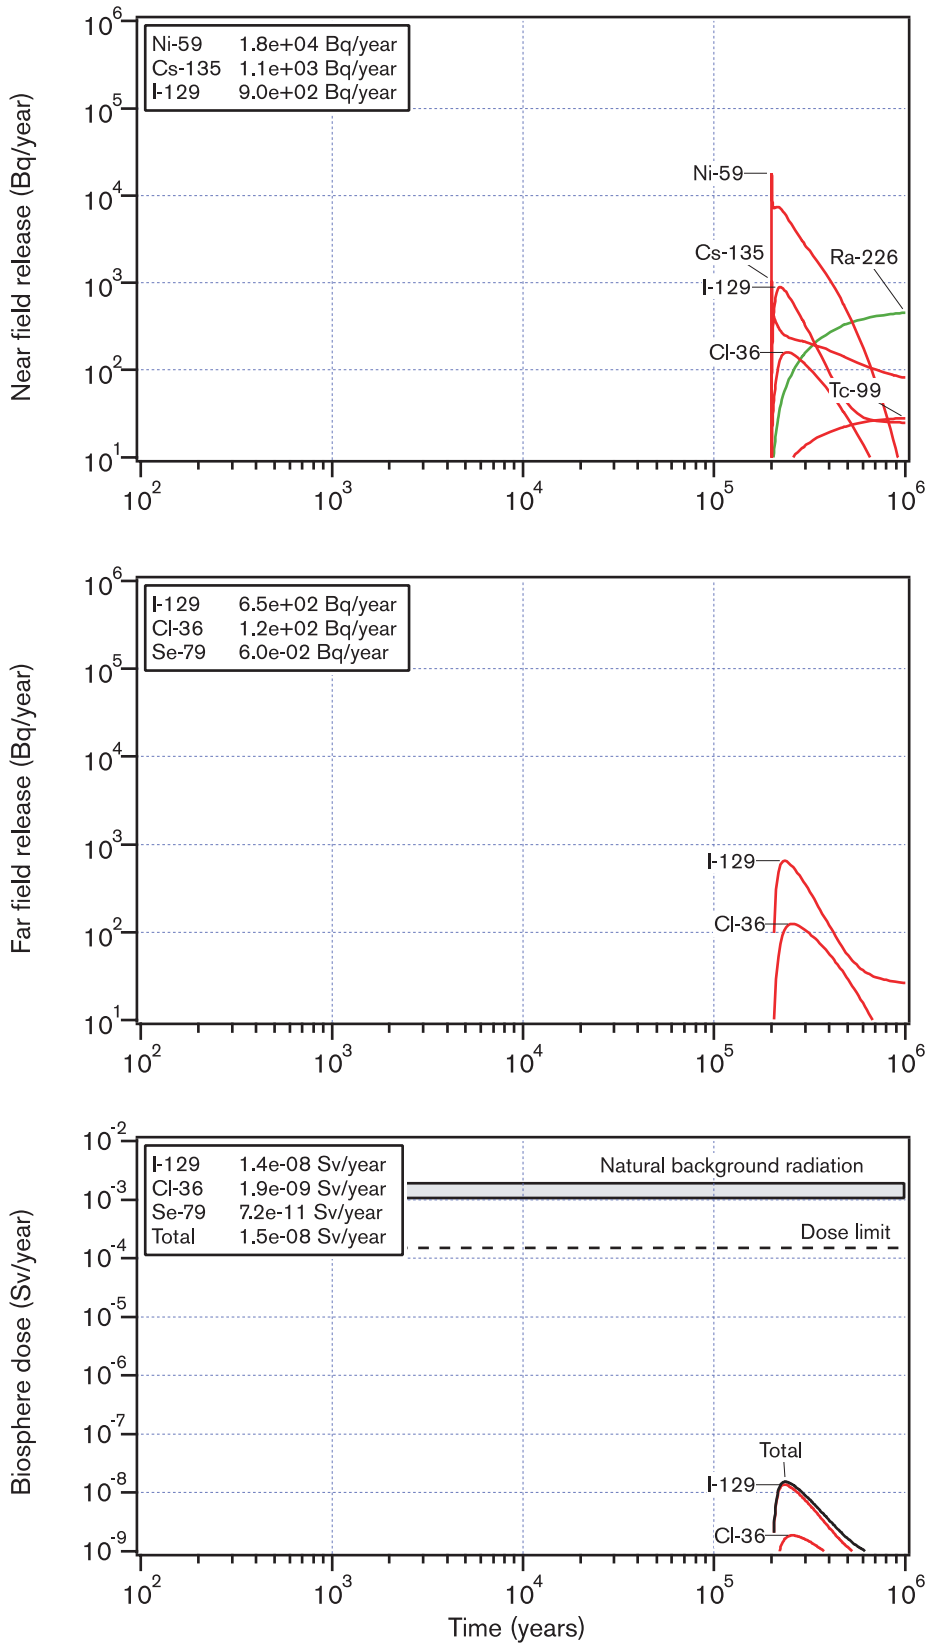 Near field release (Bq/year)
10^6
10^5
10^4
10^3
10^2
10^1
Ni-59 1.8e+04 Bq/year
Cs-135 1.1e+03 Bq/year
I-129 9.0e+02 Bq/year
Ni-59
Cs-135
Ra-226
I-129
Cl-36
Tc-99
10^2 10^3 10^4 10^5 10^6
Far field release (Bq/year)
10^6
10^5
10^4
10^3
10^2
10^1
I-129 6.5e+02 Bq/year
Cl-36 1.2e+02 Bq/year
Se-79 6.0e-02 Bq/year
I-129
Cl-36
10^2 10^3 10^4 10^5 10^6
Biosphere dose (Sv/year)
10^-2
10^-3
10^-4
10^-5
10^-6
10^-7
10^-8
10^-9
I-129 1.4e-08 Sv/year
Cl-36 1.9e-09 Sv/year
Se-79 7.2e-11 Sv/year
Total 1.5e-08 Sv/year
Natural background radiation
Dose limit
Total
I-129
Cl-36
10^2 10^3 10^4 10^5 10^6
Time (years)